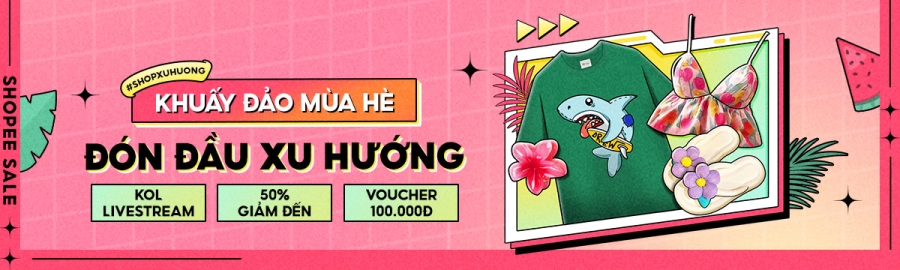 SHOPEE SALE
#SHOPXUHUONG
KHUẤY ĐẢO MÙA HÈ
ĐÓN ĐẦU XU HƯỚNG
KOL
LIVESTREAM
50%
GIẢM ĐẾN
VOUCHER
100.000Đ